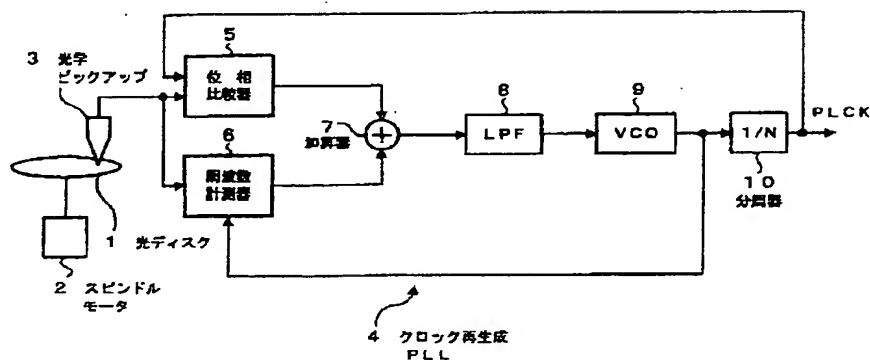 3 光学
ピックアップ
5
位 相
比較器
6
周波数
計測器
7
加算器
8
LPF
9
VCO
1/N
PLCK
10
分周器
1 光ディスク
2 スピンドル
モータ
4 クロック再生成
PLL